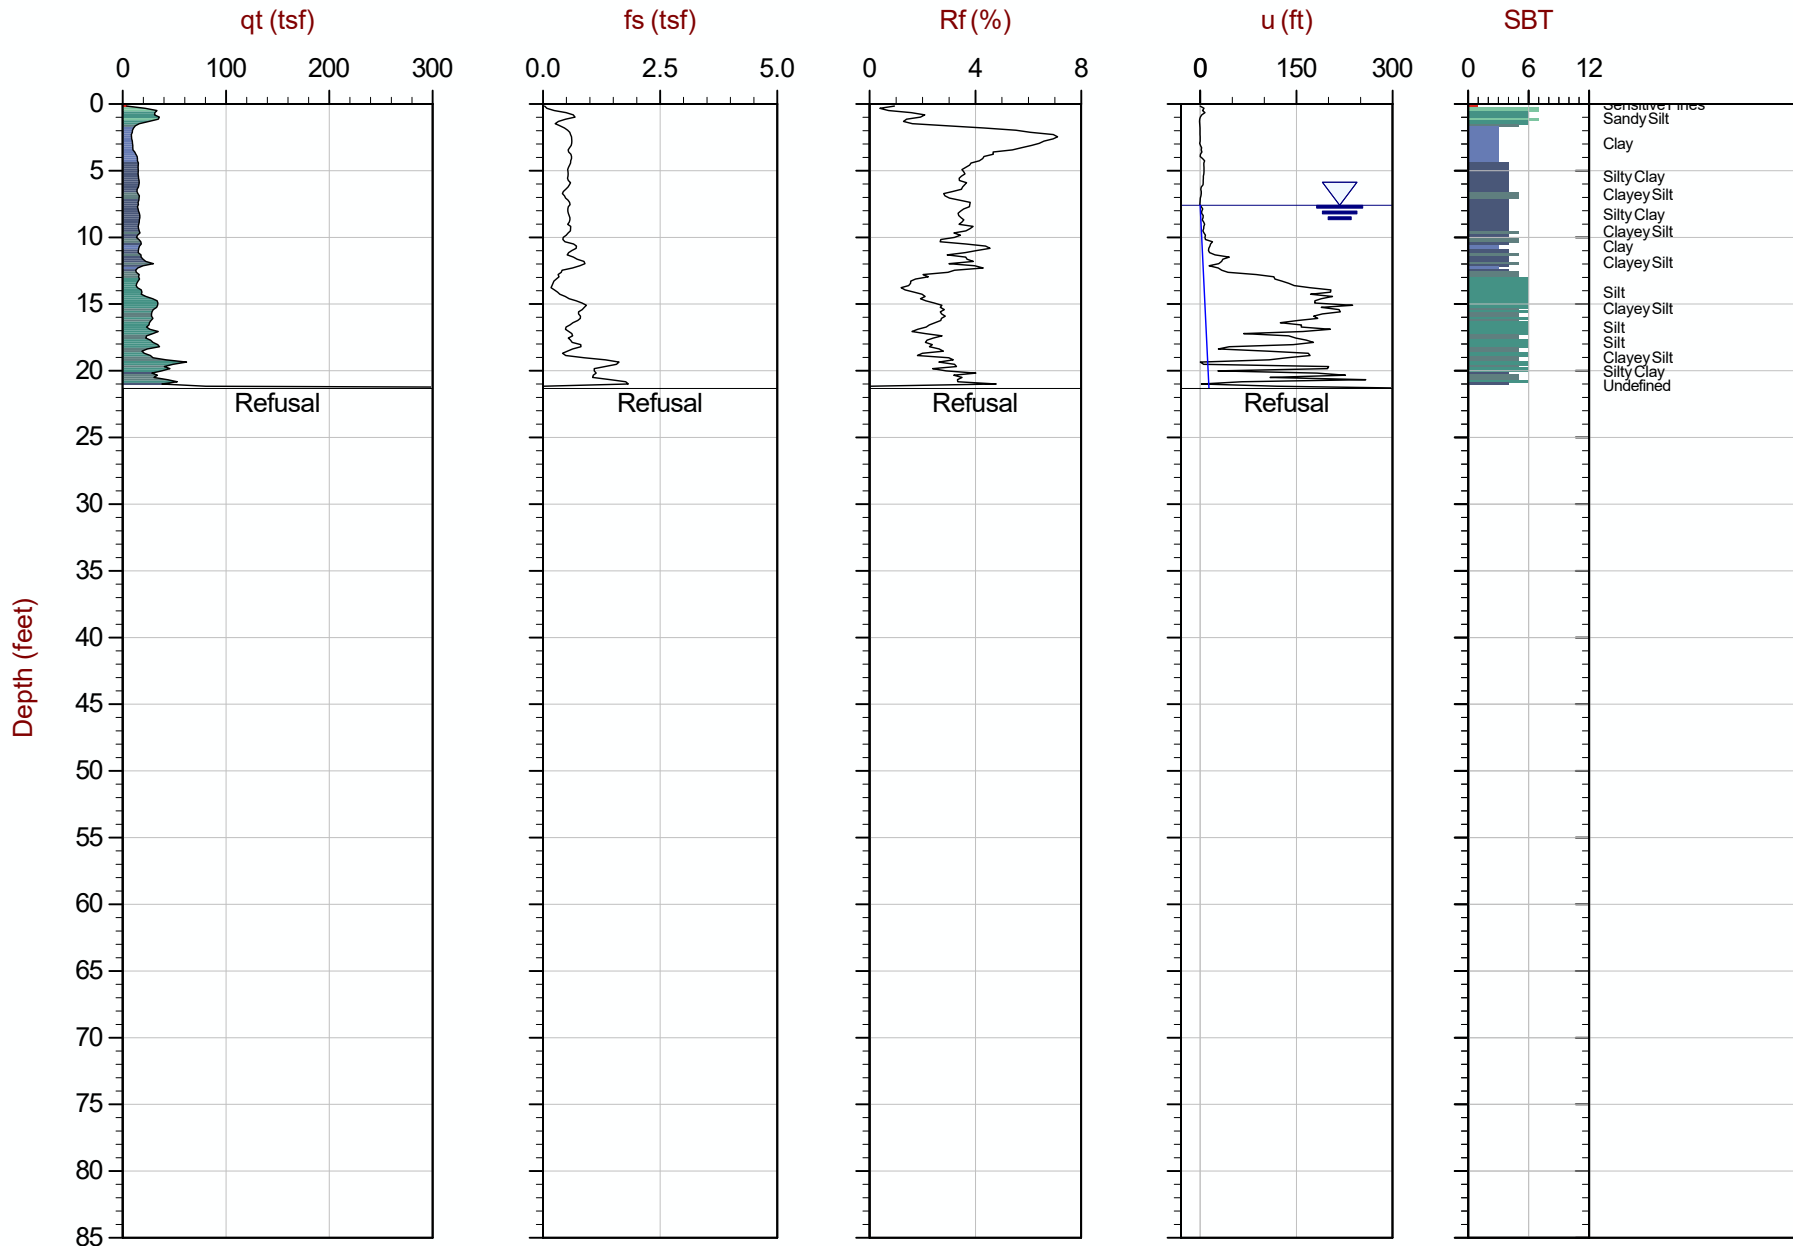 qt (tsf) fs (tsf) Rf (%) u (ft) SBT
0 100 200 300 0.0 2.5 5.0 0 4 8 0 150 300 0 6 12
0
Sensitive Fines
Sandy Silt
Clay
5
Silty Clay
Clayey Silt
Silty Clay
Clayey Silt
10
Clay
Clayey Silt
Silt
15
Clayey Silt
Silt
Silt
Clayey Silt
20
Silty Clay
Undefined
Refusal Refusal Refusal Refusal
25
30
35
40
Depth (feet)
45
50
55
60
65
70
75
80
85